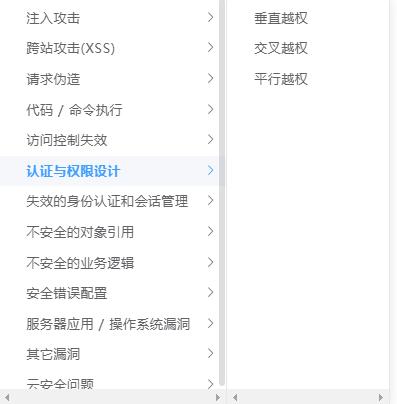 注入攻击
跨站攻击(XSS)
请求伪造
代码 / 命令执行
访问控制失效
认证与权限设计
失效的身份认证和会话管理
不安全的对象引用
不安全的业务逻辑
安全错误配置
服务器应用 / 操作系统漏洞
其它漏洞
云安全问题
垂直越权
交叉越权
平行越权